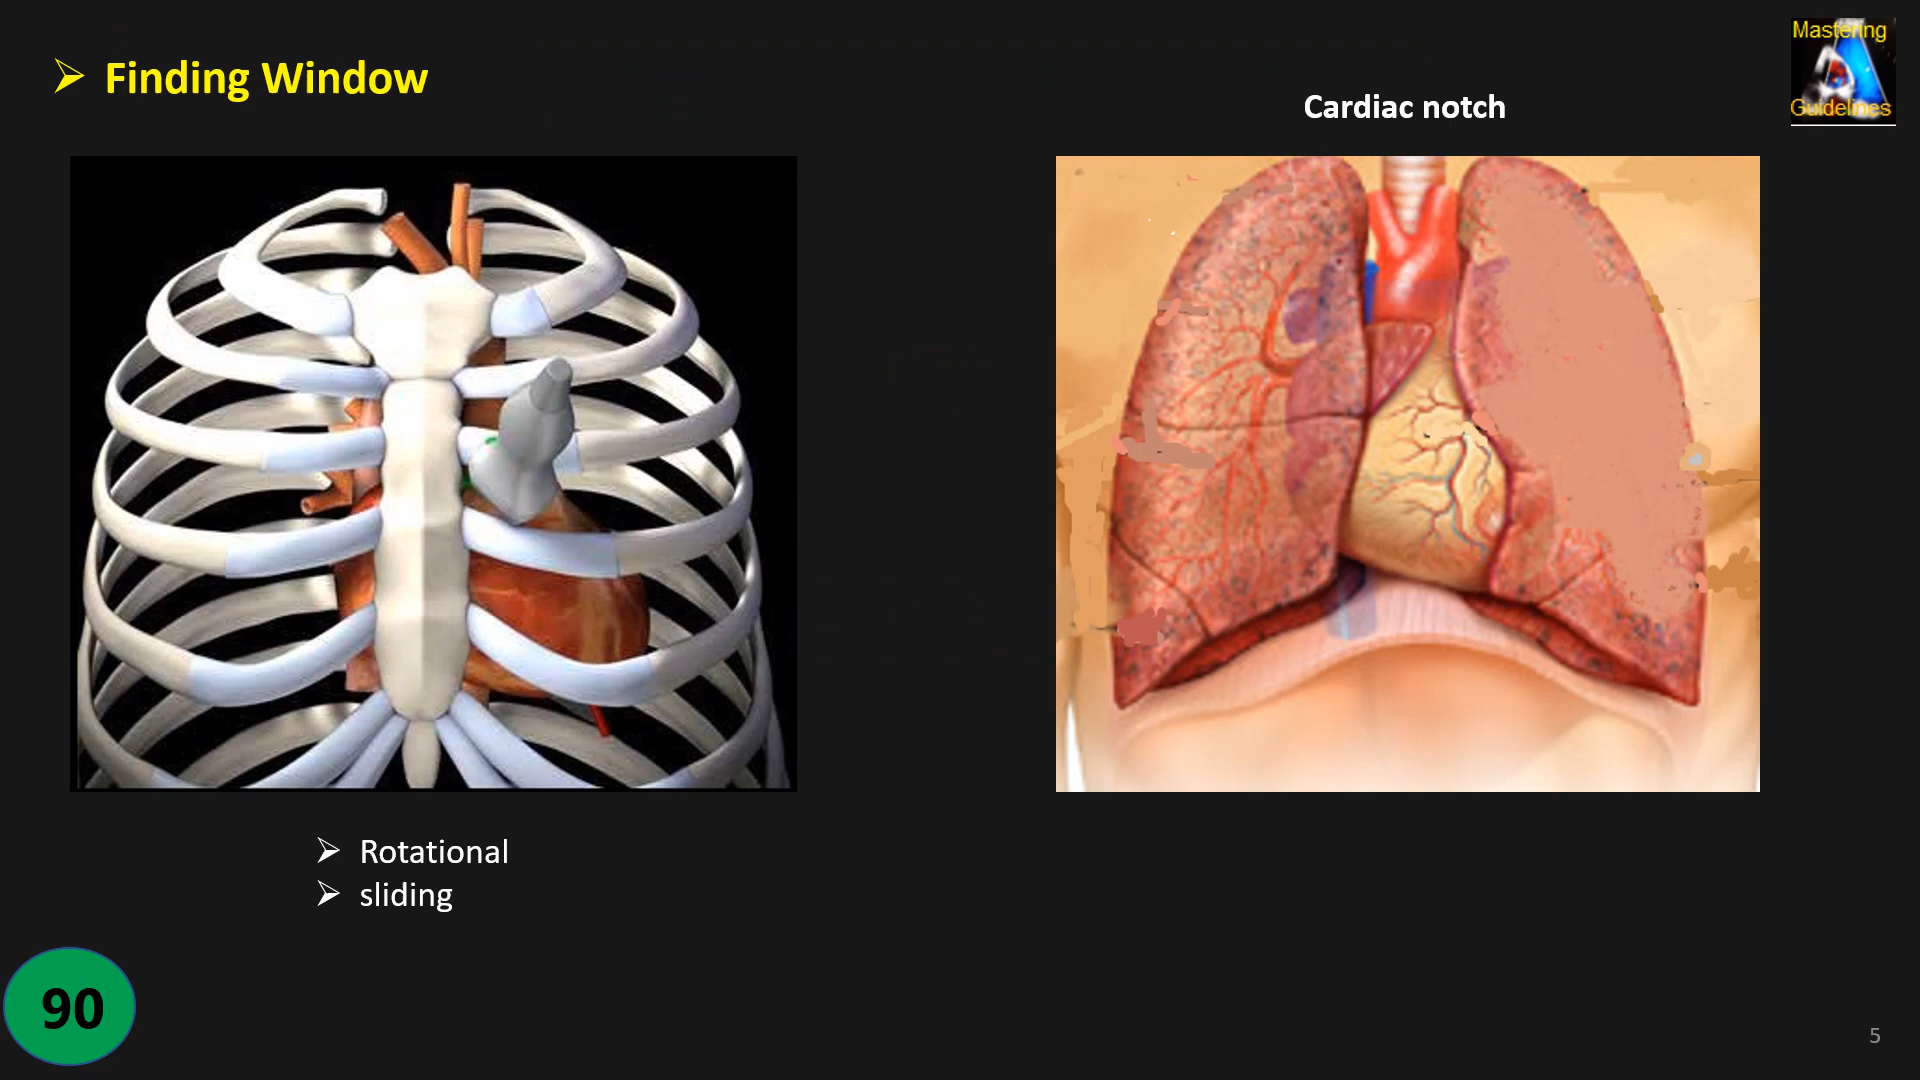 Finding Window
Cardiac notch
Mastering
Guidelines
Rotational
sliding
90
5